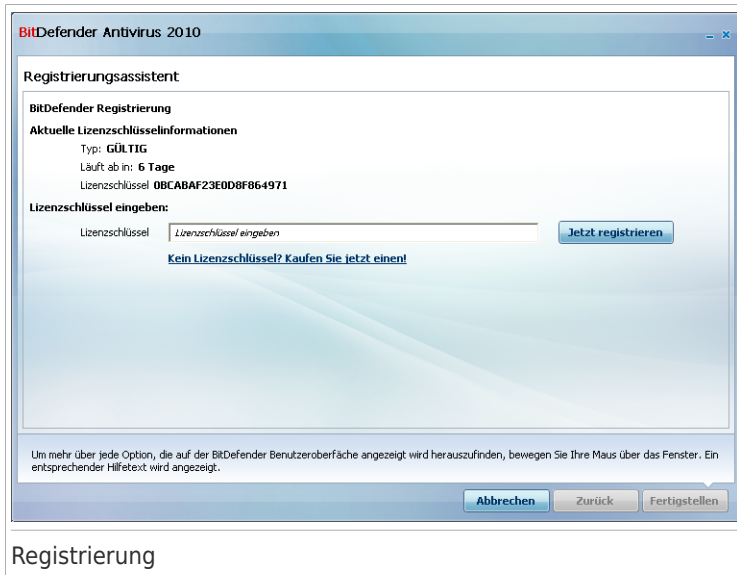 BitDefender Antivirus 2010
Registrierungsassistent
BitDefender Registrierung
Aktuelle Lizenzschlüsselinformationen
Typ: GÜLTIG
Läuft ab in: 6 Tage
Lizenzschlüssel 0BCABAF23E0D8F864971
Lizenzschlüssel eingeben:
Lizenzschlüssel Lizenzschlüssel eingeben Jetzt registrieren
Kein Lizenzschlüssel? Kaufen Sie jetzt einen!
Um mehr über jede Option, die auf der BitDefender Benutzeroberfäche angezeigt wird herauszufinden, bewegen Sie Ihre Maus über das Fenster. Ein
entsprechender Hilfetext wird angezeigt.
Abbrechen Zurück Fertigstellen
Registrierung